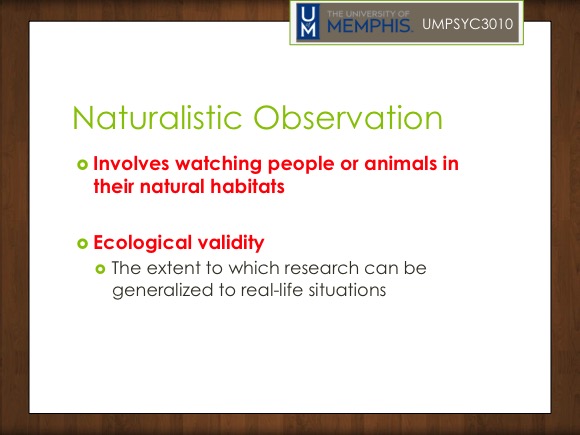 UM
THE UNIVERSITY OF
MEMPHIS.
UMPSYC3010
Naturalistic Observation
Involves watching people or animals in
their natural habitats
Ecological validity
The extent to which research can be
generalized to real-life situations